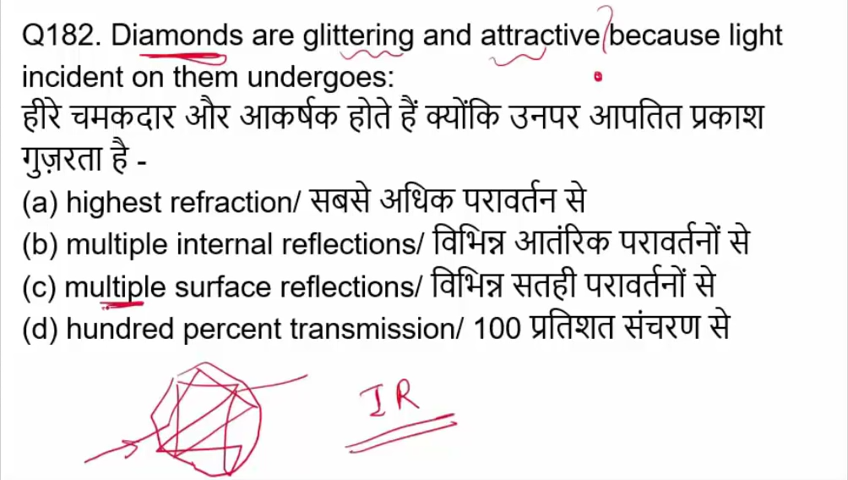 Q182. Diamonds are glittering and attractive because light
incident on them undergoes:
हीरे चमकदार और आकर्षक होते हैं क्योंकि उनपर आपतित प्रकाश
गुज़रता है -
(a) highest refraction/ सबसे अधिक परावर्तन से
(b) multiple internal reflections/ विभिन्न आतंरिक परावर्तनों से
(c) multiple surface reflections/ विभिन्न सतही परावर्तनों से
(d) hundred percent transmission/ 100 प्रतिशत संचरण से
IR